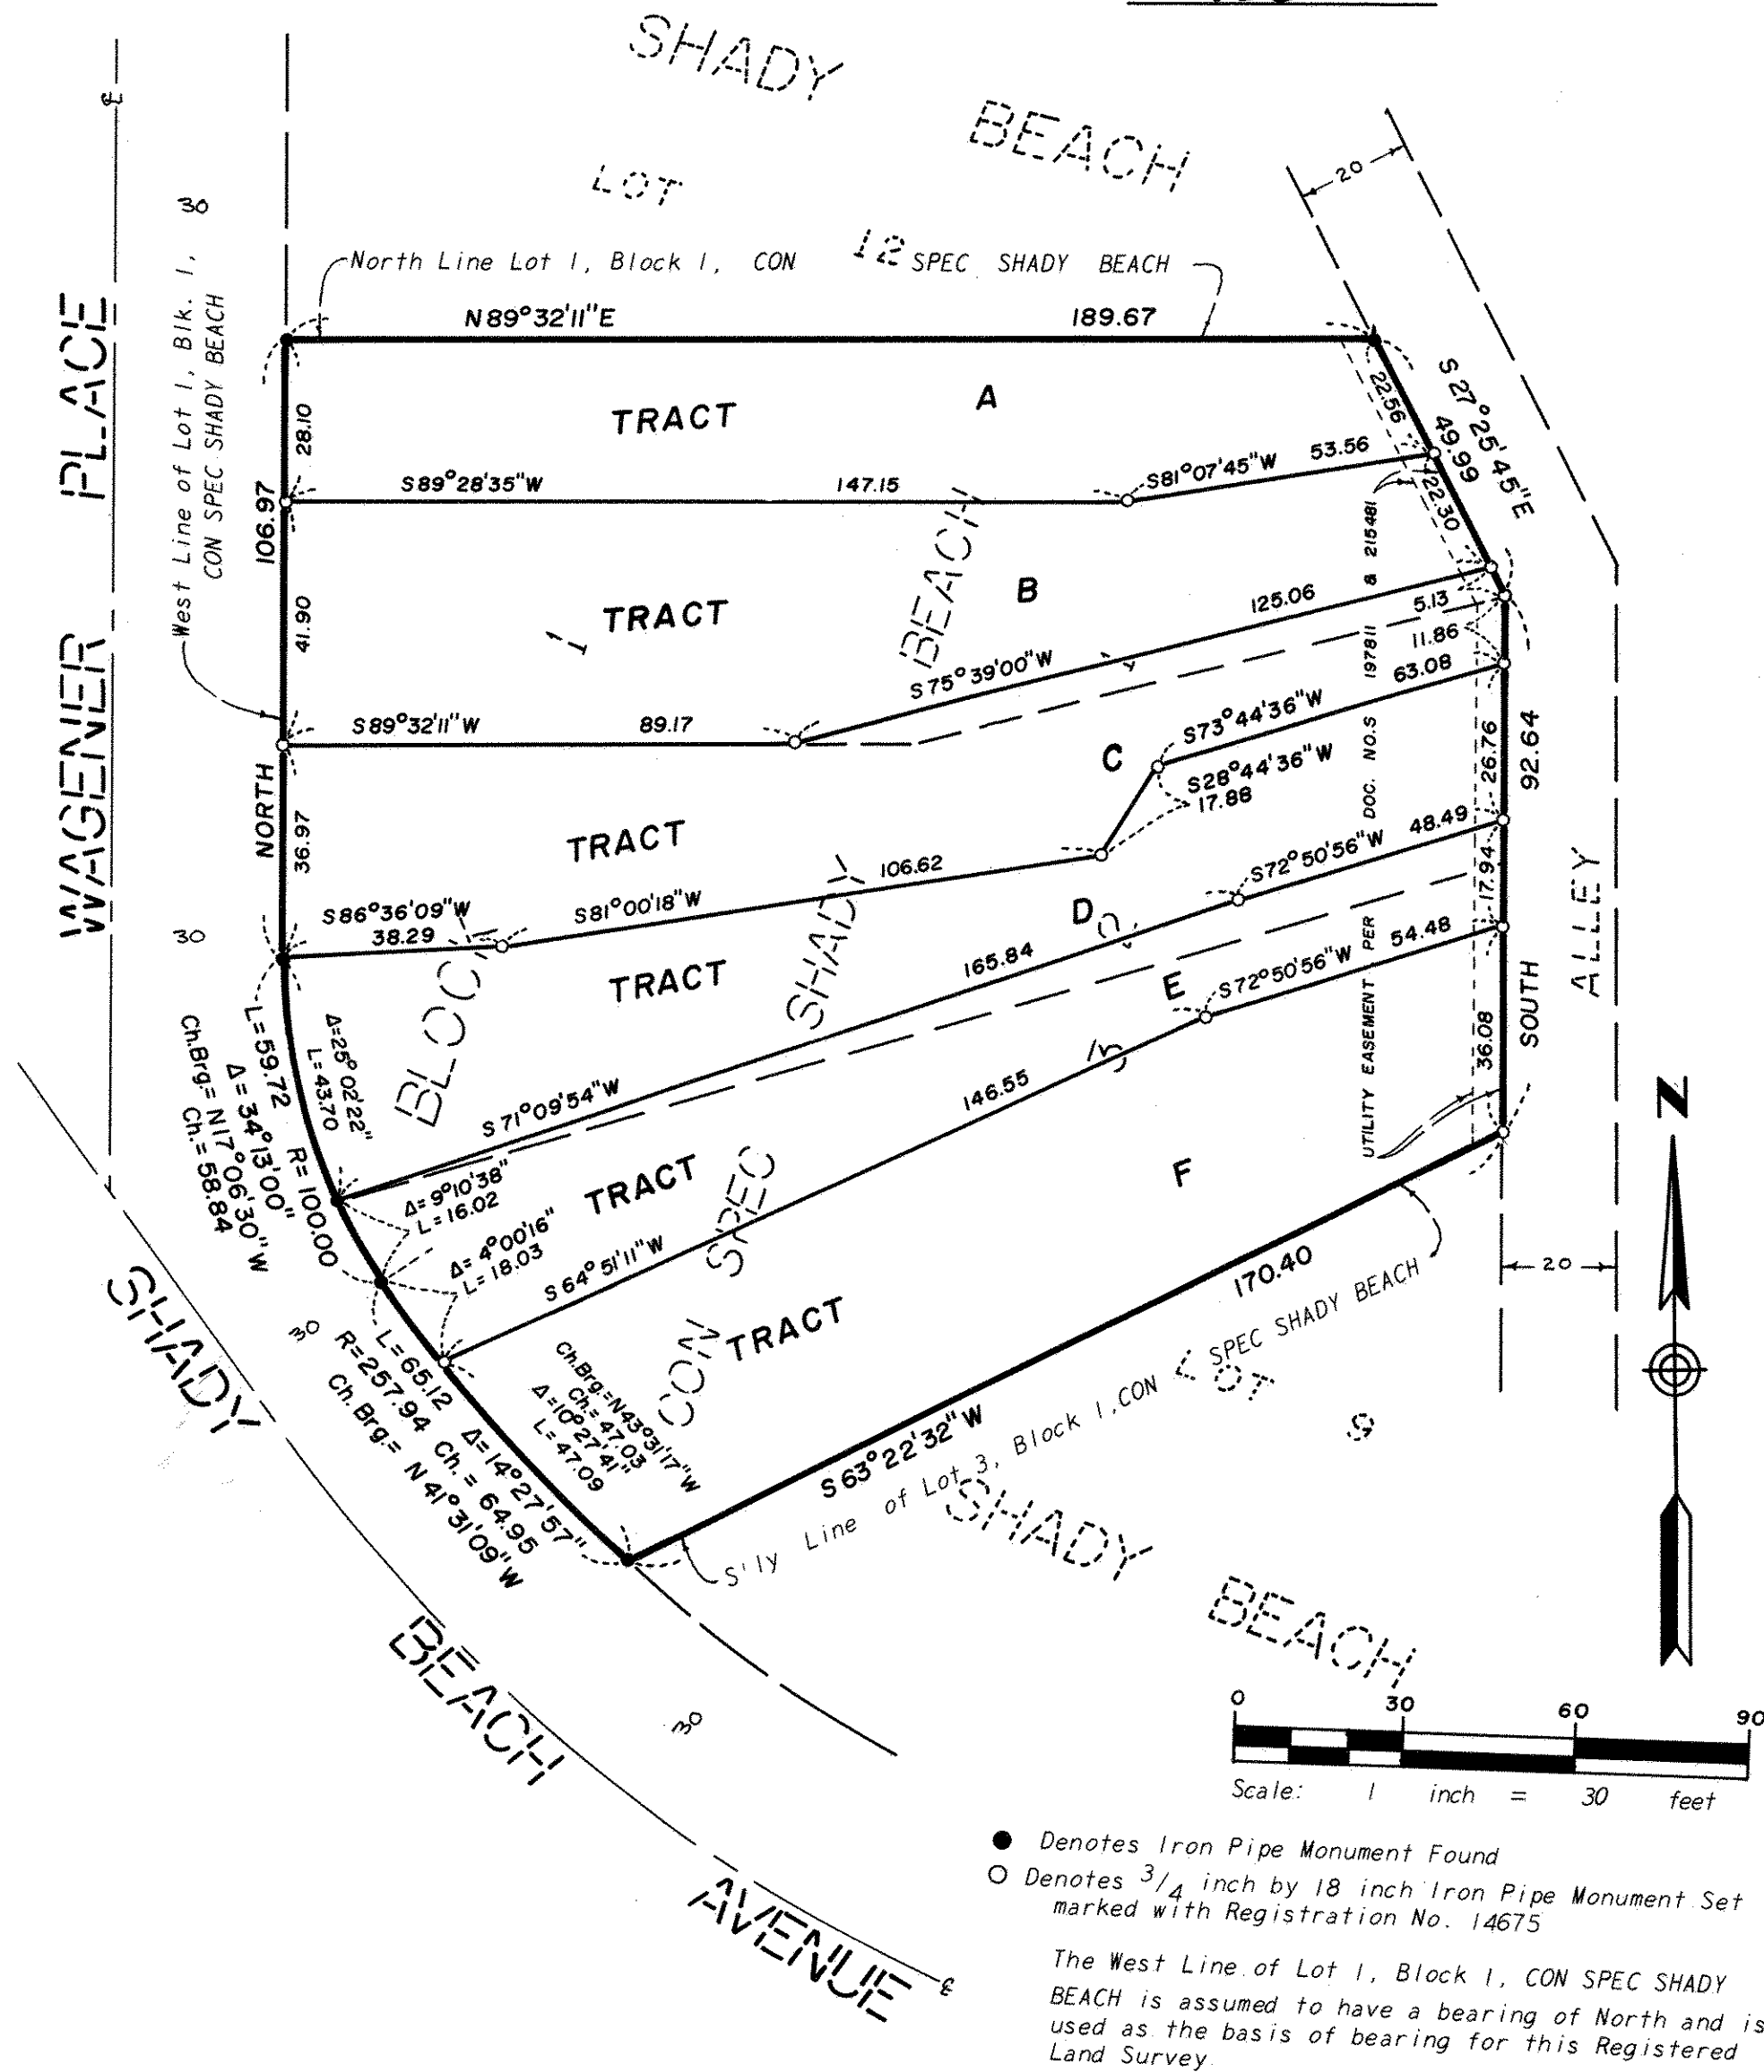 SHADY
BEACH
LOT
12
20
30
North Line Lot 1, Block 1, CON SPEC SHADY BEACH
West Line of Lot 1, Blk. 1,
CON SPEC SHADY BEACH
WAGENER PLACE
N89°32'11"E 189.67
S 27°25'45"E
49.99
22.56
22.30
5.13
106.97
NORTH
28.10
41.90
36.97
TRACT A
S89°28'35"W 147.15
S81°07'45"W 53.56
TRACT B
1
S89°32'11"W 89.17
S75°39'00"W 125.06
11.86
TRACT C
S73°44'36"W 63.08
S28°44'36"W
17.88
S86°36'09"W
38.29
S81°00'18"W 106.62
TRACT D
2
S71°09'54"W 165.84
S72°50'56"W 48.49
TRACT E
3
S64°51'11"W 146.55
S72°50'56"W 54.48
TRACT F
BLOCK 1
CON SPEC SHADY BEACH
UTILITY EASEMENT PER DOC. NO.S 197811 & 215481
26.76
17.94
36.08
92.64
SOUTH
ALLEY
20
N
30
Δ=25°02'22"
L=43.70
L=59.72 R=100.00
Δ=34°13'00"
Ch.Brg.=N17°06'30"W
Ch.=58.84
Δ=9°10'38"
L=16.02
Δ=4°00'16"
L=18.03
30
L=65.12 Δ=14°27'57"
R=257.94 Ch.=64.95
Ch.Brg.=N41°31'09"W
Ch.Brg.=N43°31'17"W
Ch.=47.03
Δ=10°27'41"
L=47.09
S63°22'32"W 170.40
S'ly Line of Lot 3, Block 1, CON SPEC SHADY BEACH
LOT 9
SHADY BEACH
SHADY BEACH AVENUE
30
0 30 60 90
Scale: 1 inch = 30 feet
● Denotes Iron Pipe Monument Found
○ Denotes 3/4 inch by 18 inch Iron Pipe Monument Set
marked with Registration No. 14675
The West Line of Lot 1, Block 1, CON SPEC SHADY
BEACH is assumed to have a bearing of North and is
used as the basis of bearing for this Registered
Land Survey.